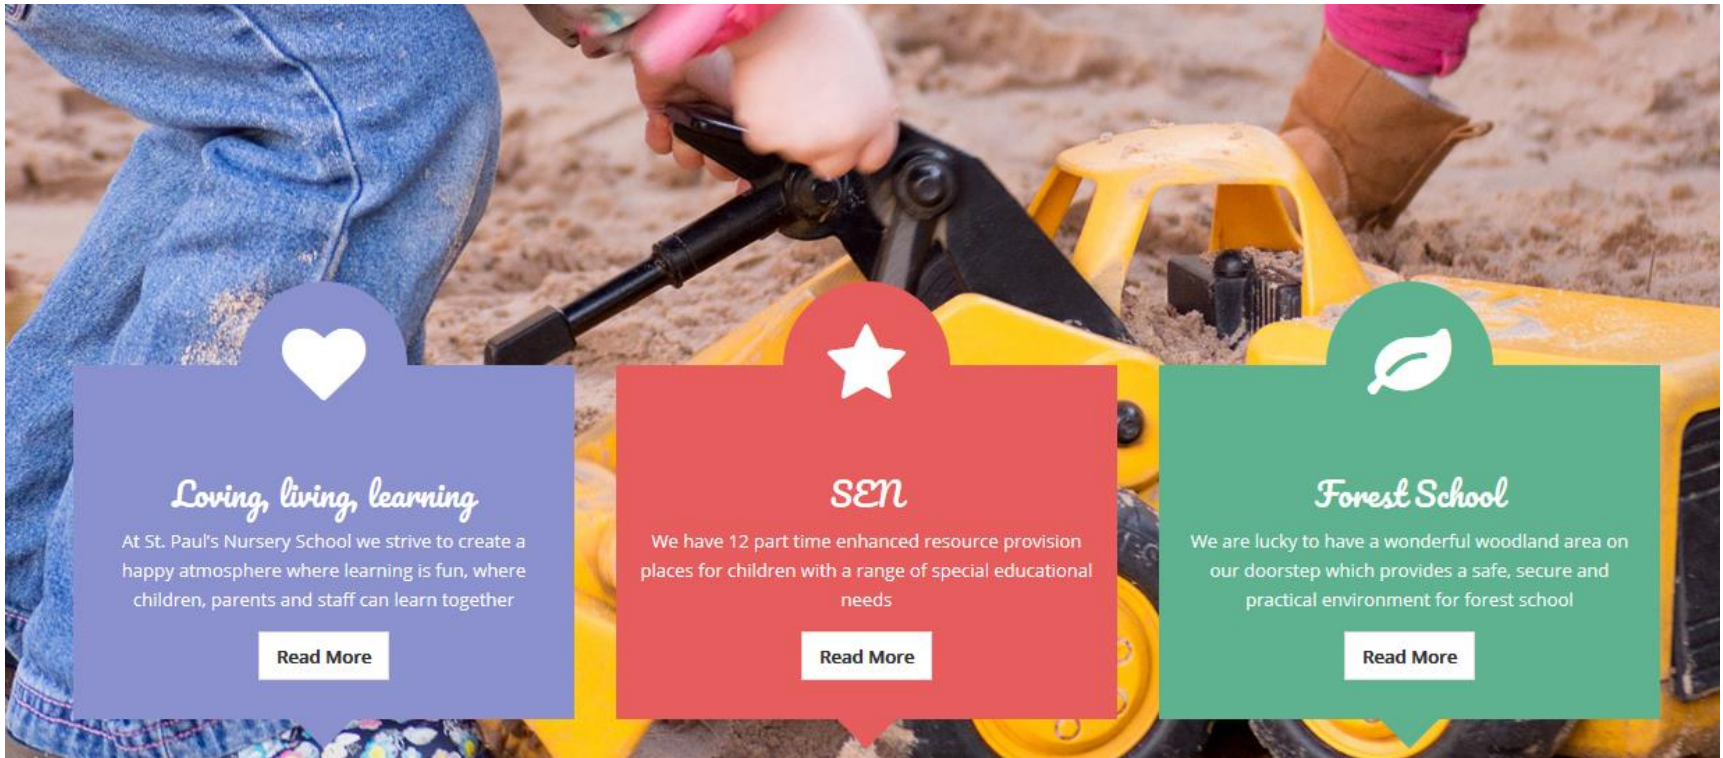 Loving, living, learning
At St. Paul's Nursery School we strive to create a
happy atmosphere where learning is fun, where
children, parents and staff can learn together
Read More
SEN
We have 12 part time enhanced resource provision
places for children with a range of special educational
needs
Read More
Forest School
We are lucky to have a wonderful woodland area on
our doorstep which provides a safe, secure and
practical environment for forest school
Read More